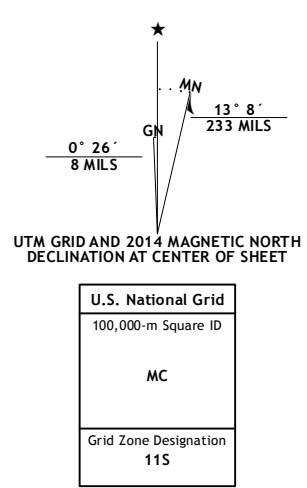 ★
MN
13° 8´
233 MILS
GN
0° 26´
8 MILS
UTM GRID AND 2014 MAGNETIC NORTH
DECLINATION AT CENTER OF SHEET
U.S. National Grid
100,000-m Square ID
MC
Grid Zone Designation
11S